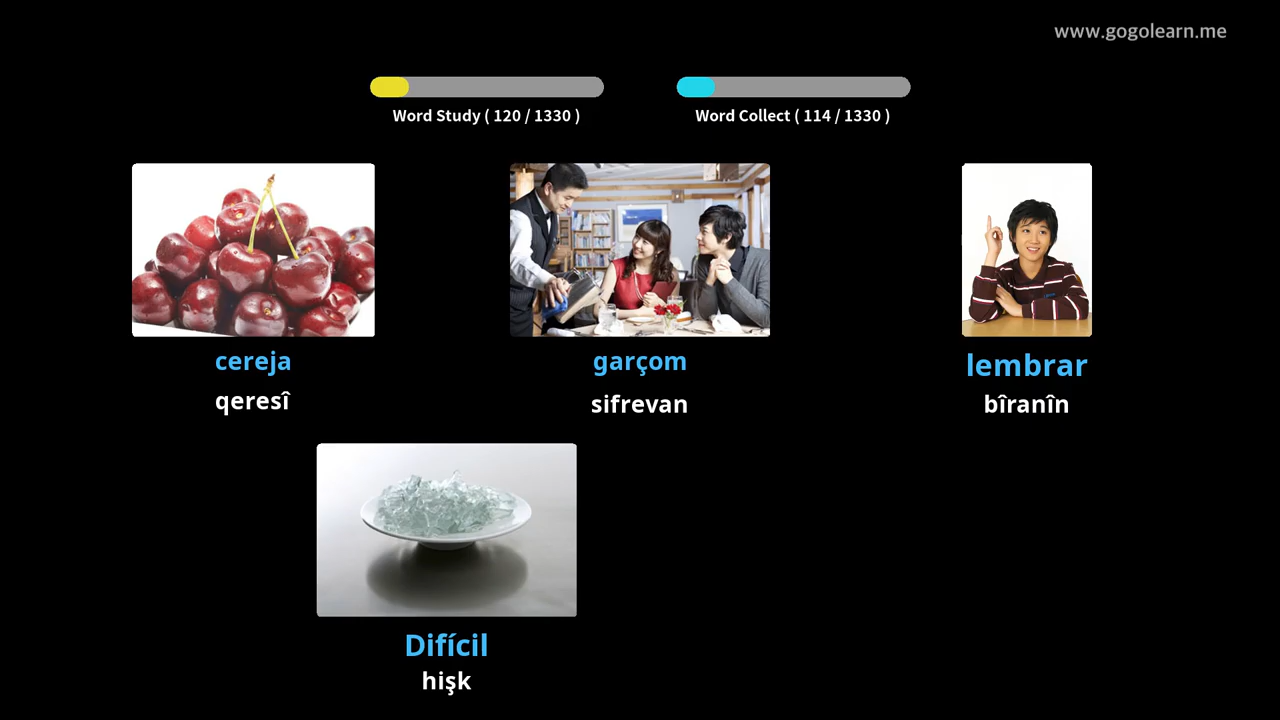 www.gogolearn.me
Word Study ( 120 / 1330 )
Word Collect ( 114 / 1330 )
cereja
qeresî
garçom
sifrevan
lembrar
bîranîn
Difícil
hişk